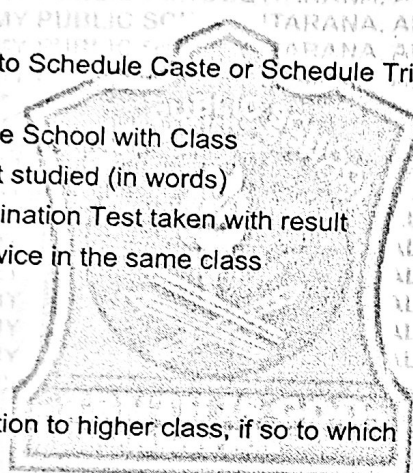 MY PUBLIC SC
ITARANA, A
ARANA, A
to Schedule Caste or Schedule Tri
e School with Class
t studied (in words)
ination Test taken with result
vice in the same class
tion to higher class, if so to which